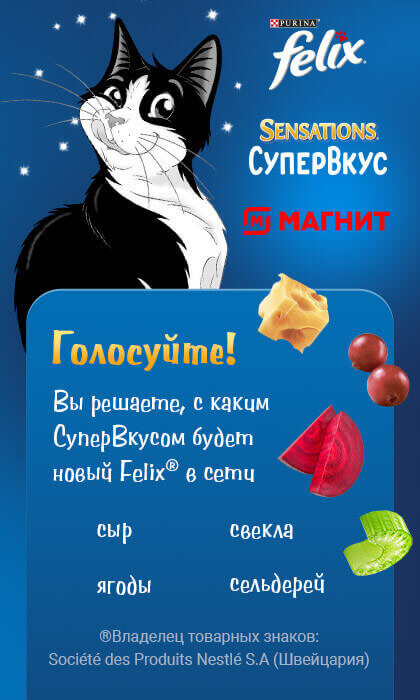 PURINA
felix
SENSATIONS
СУПЕРВКУС
МАГНИТ
Голосуйте!
Вы решаете, с каким
СуперВкусом будет
новый Felix® в сети
сыр
свекла
ягоды
сельдерей
®Владелец товарных знаков:
Société des Produits Nestlé S.A (Швейцария)